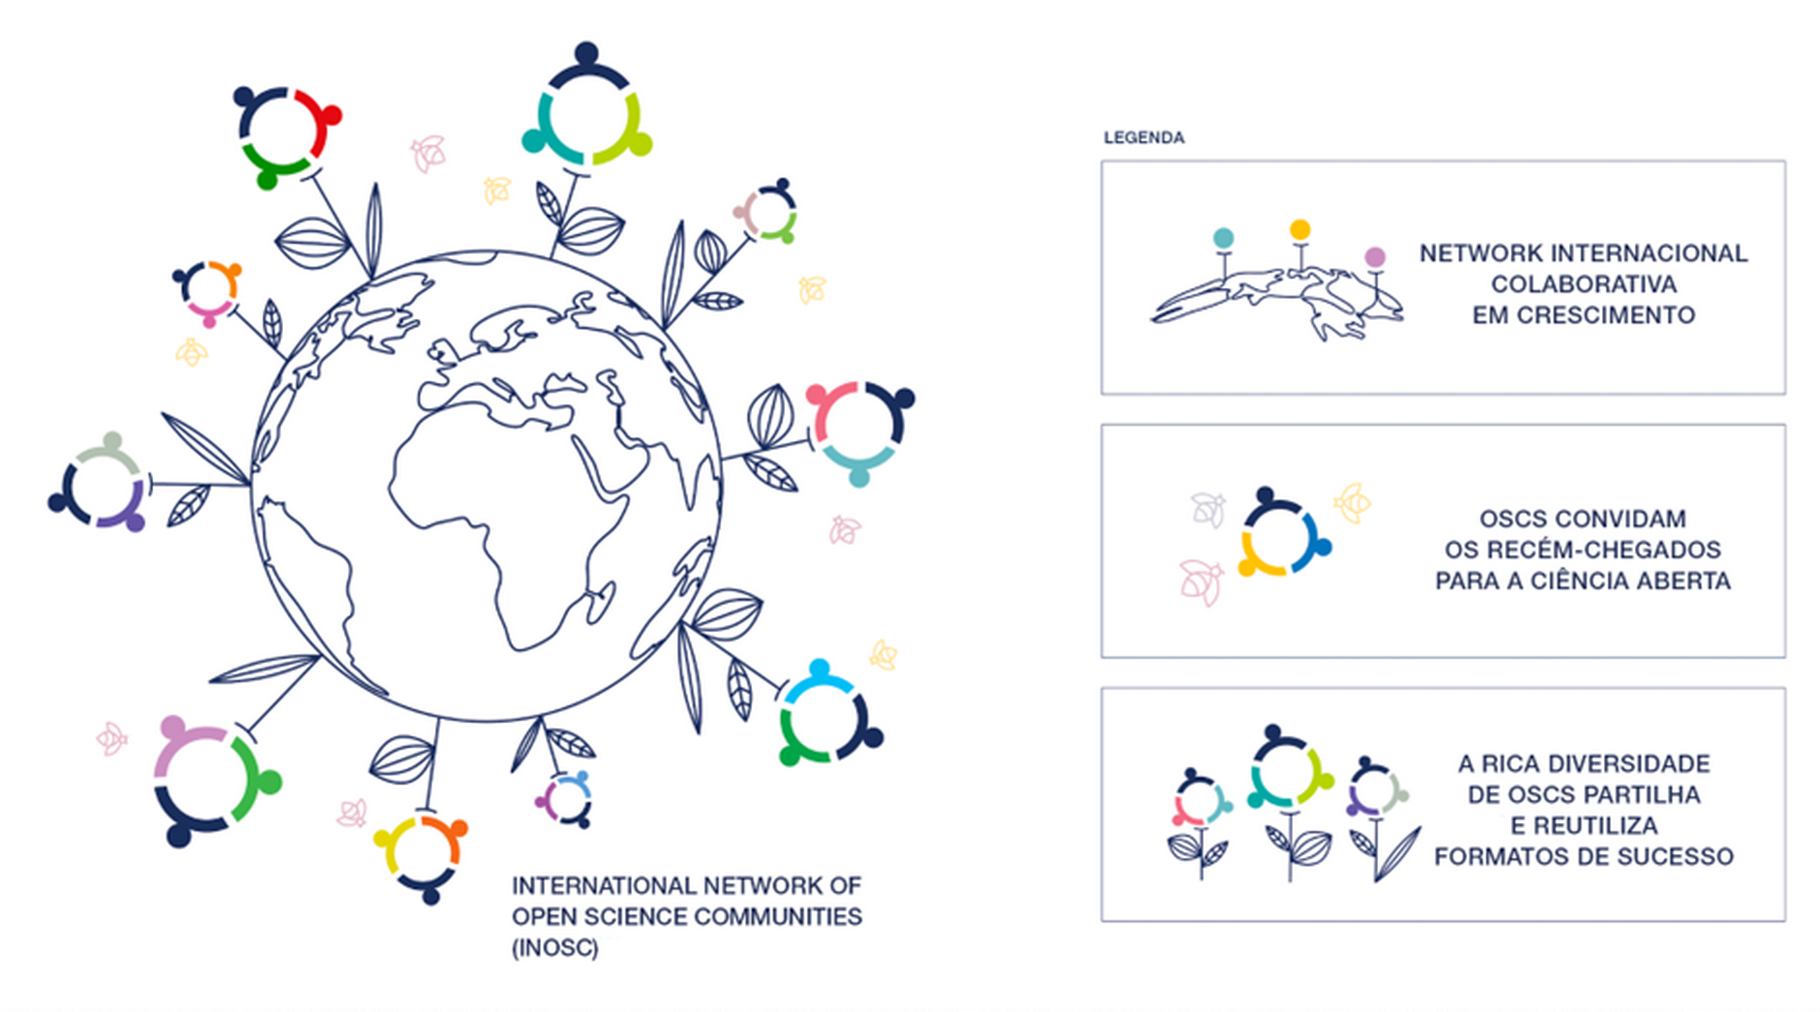 INTERNATIONAL NETWORK OF
OPEN SCIENCE COMMUNITIES
(INOSC)
LEGENDA
NETWORK INTERNACIONAL
COLABORATIVA
EM CRESCIMENTO
OSCS CONVIDAM
OS RECÉM-CHEGADOS
PARA A CIÊNCIA ABERTA
A RICA DIVERSIDADE
DE OSCS PARTILHA
E REUTILIZA
FORMATOS DE SUCESSO